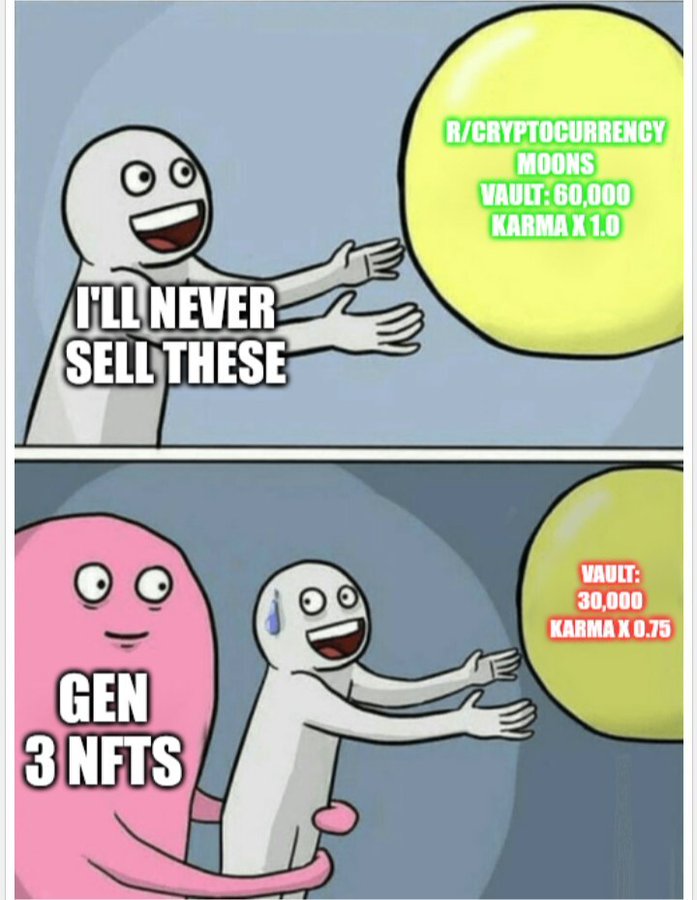 R/CRYPTOCURRENCY
MOONS
VAULT: 60,000
KARMA X 1.0
I'LL NEVER
SELL THESE
VAULT:
30,000
KARMA X 0.75
GEN
3 NFTS